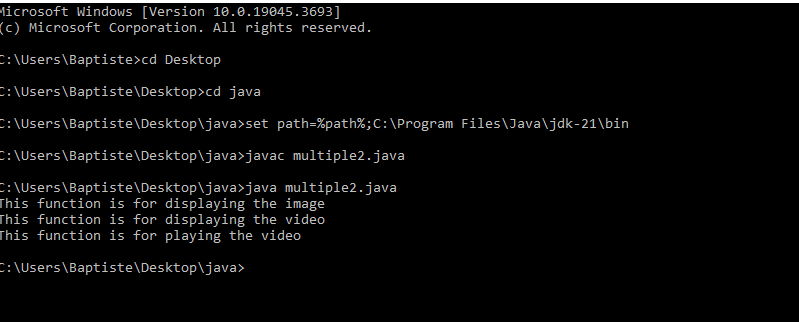 Microsoft Windows [Version 10.0.19045.3693]
(c) Microsoft Corporation. All rights reserved.
C:\Users\Baptiste>cd Desktop
C:\Users\Baptiste\Desktop>cd java
C:\Users\Baptiste\Desktop\java>set path=%path%;C:\Program Files\Java\jdk-21\bin
C:\Users\Baptiste\Desktop\java>javac multiple2.java
C:\Users\Baptiste\Desktop\java>java multiple2.java
This function is for displaying the image
This function is for displaying the video
This function is for playing the video
C:\Users\Baptiste\Desktop\java>